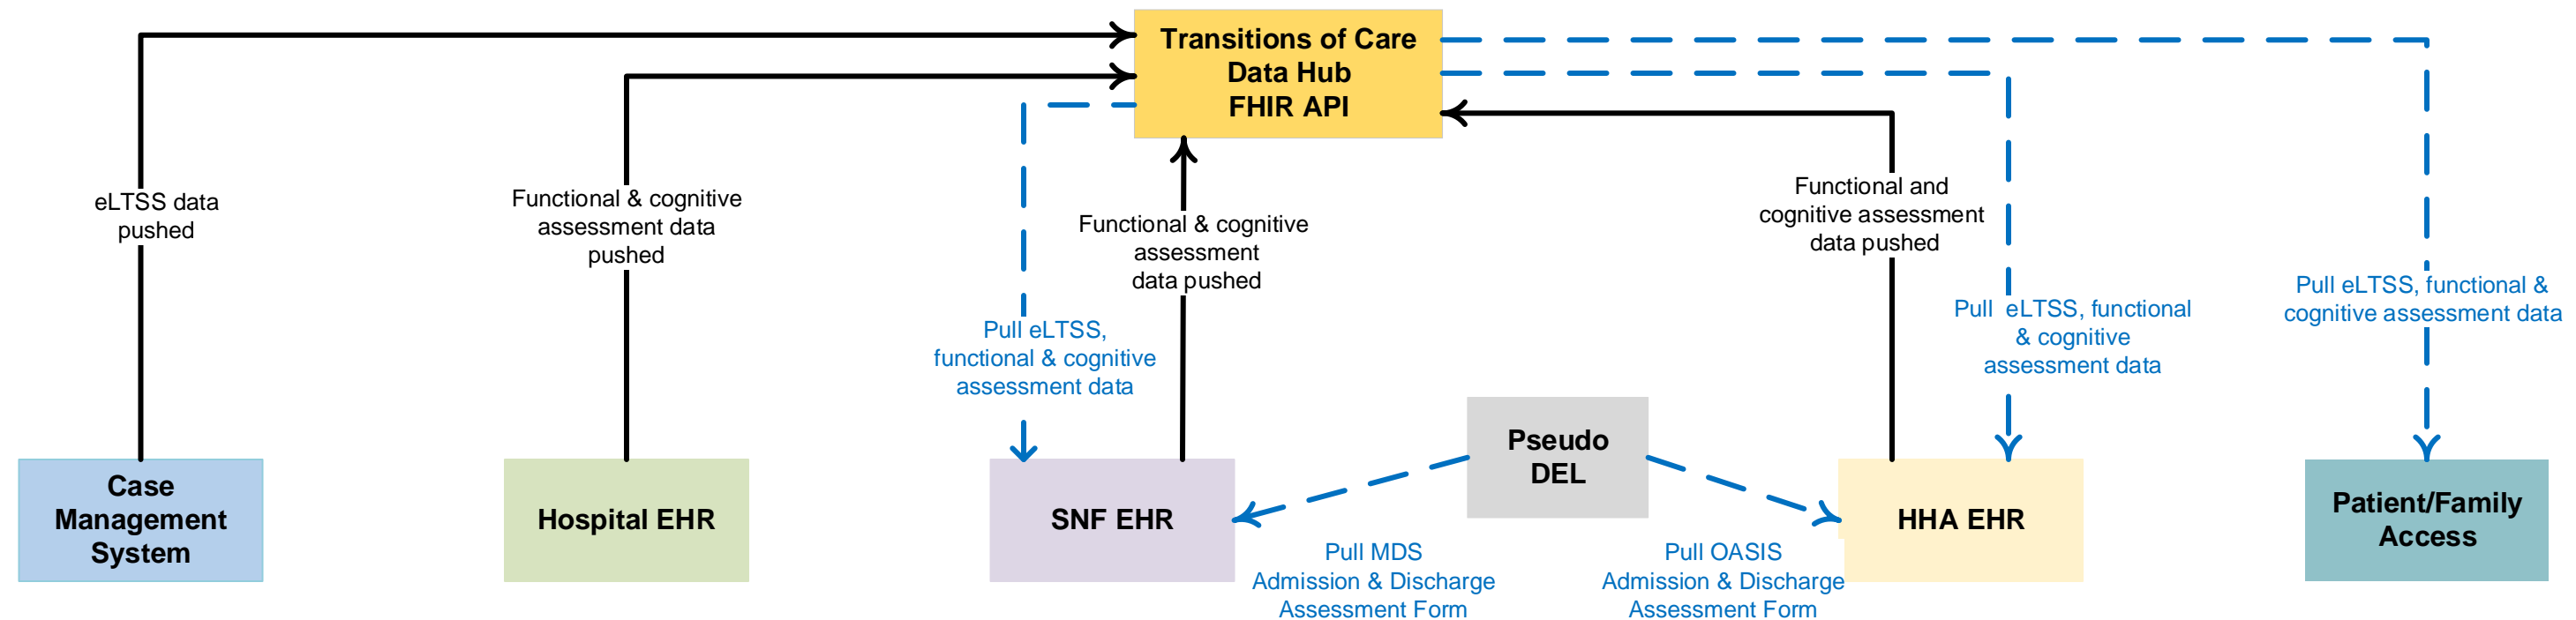 Transitions of Care
Data Hub
FHIR API
eLTSS data
pushed
Functional & cognitive
assessment data
pushed
Functional & cognitive
assessment
data pushed
Functional and
cognitive assessment
data pushed
Pull eLTSS,
functional & cognitive
assessment data
Pull  eLTSS, functional
& cognitive
assessment data
Pull eLTSS, functional &
cognitive assessment data
Case
Management
System
Hospital EHR
SNF EHR
Pseudo
DEL
HHA EHR
Patient/Family
Access
Pull MDS
Admission & Discharge
Assessment Form
Pull OASIS
Admission & Discharge
Assessment Form